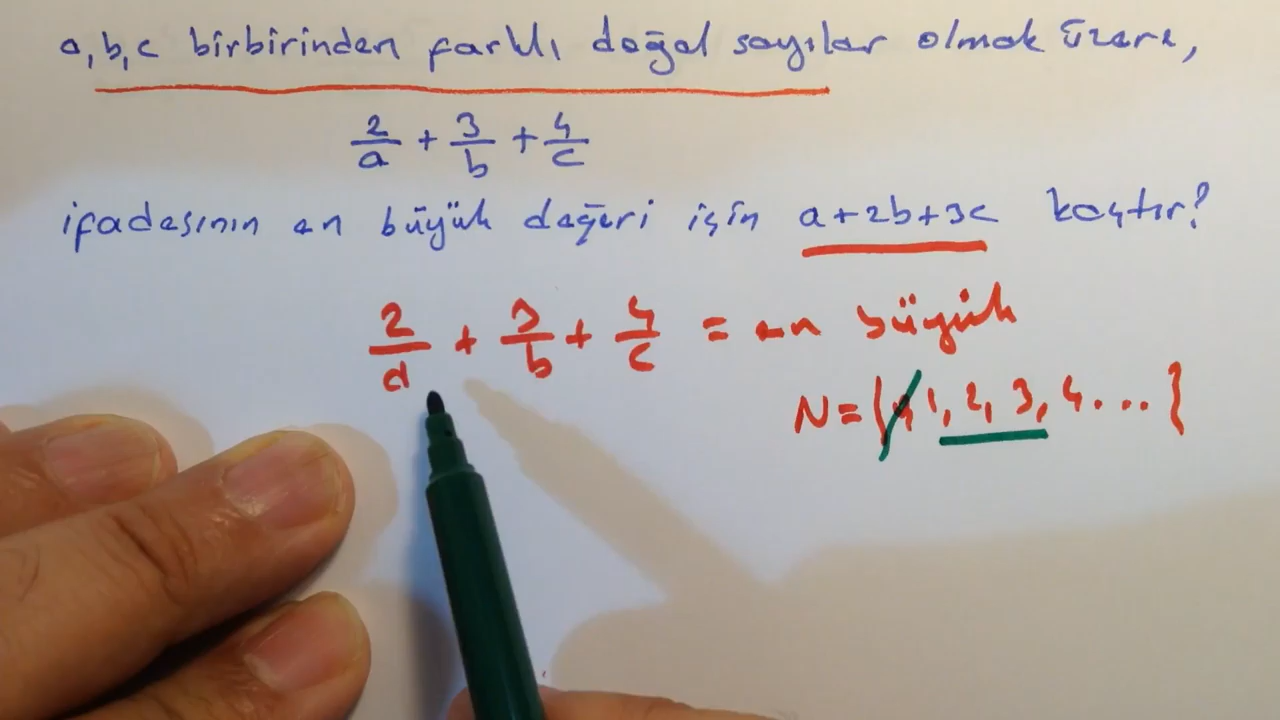 a, b, c birbirinden farklı doğal sayılar olmak üzere,
2/a + 3/b + 4/c
ifadesinin en büyük değeri için a+2b+3c kaçtır?
2/a + 3/b + 4/c = en büyük
N={0, 1, 2, 3, 4....}